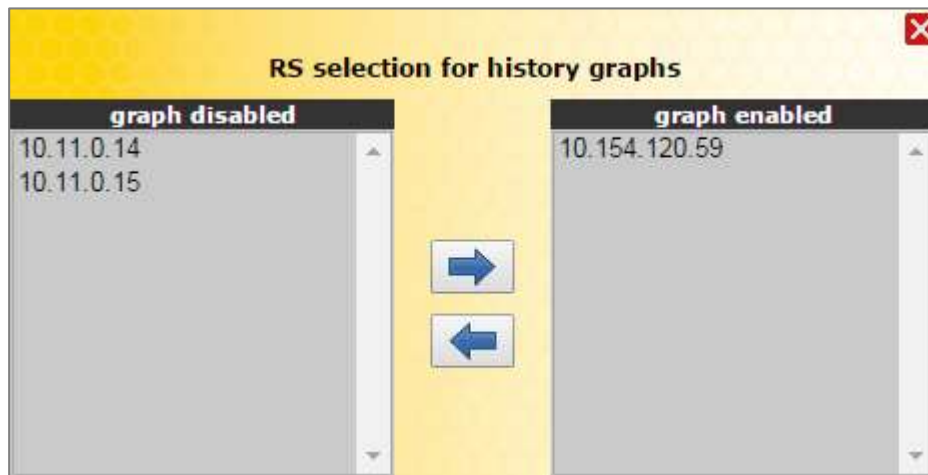 RS selection for history graphs
graph disabled
10.11.0.14
10.11.0.15
graph enabled
10.154.120.59